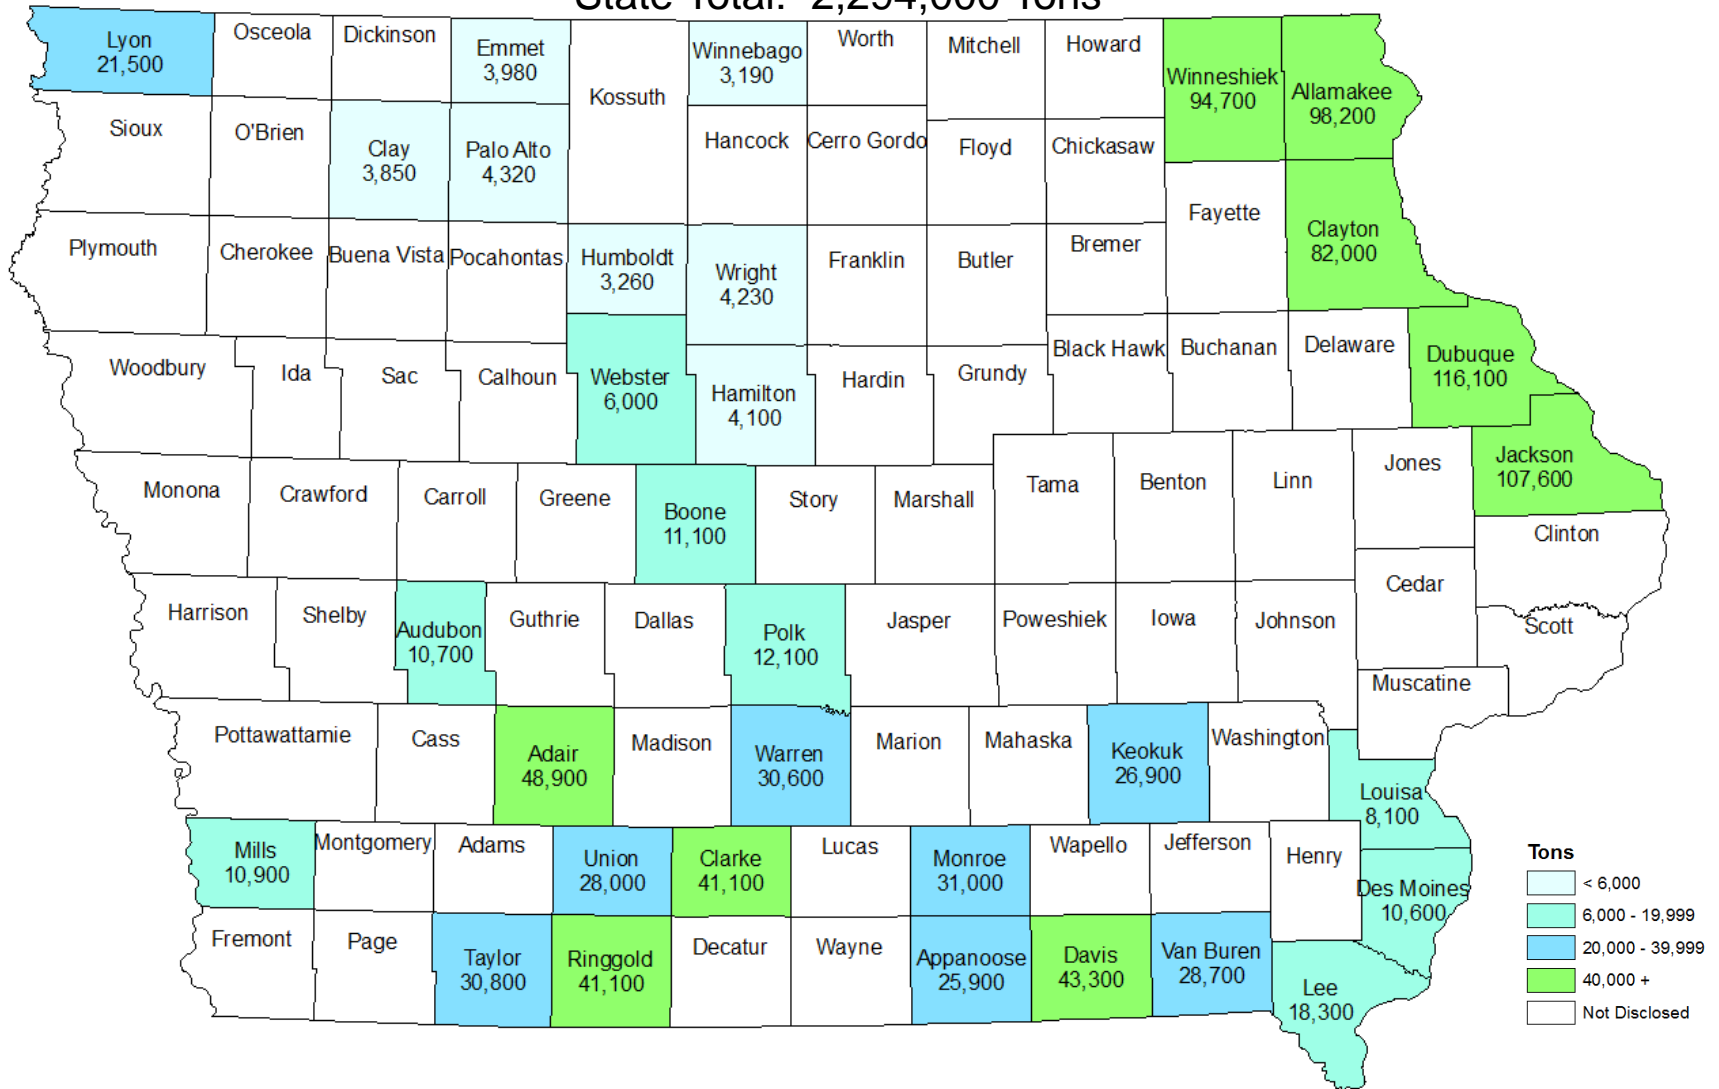 State Total: 2,294,000 Tons
Lyon
21,500
Osceola
Dickinson
Emmet
3,980
Kossuth
Winnebago
3,190
Worth
Mitchell
Howard
Winneshiek
94,700
Allamakee
98,200
Sioux
O'Brien
Clay
3,850
Palo Alto
4,320
Hancock
Cerro Gordo
Floyd
Chickasaw
Fayette
Clayton
82,000
Plymouth
Cherokee
Buena Vista
Pocahontas
Humboldt
3,260
Wright
4,230
Franklin
Butler
Bremer
Woodbury
Ida
Sac
Calhoun
Webster
6,000
Hamilton
4,100
Hardin
Grundy
Black Hawk
Buchanan
Delaware
Dubuque
116,100
Monona
Crawford
Carroll
Greene
Boone
11,100
Story
Marshall
Tama
Benton
Linn
Jones
Jackson
107,600
Clinton
Harrison
Shelby
Audubon
10,700
Guthrie
Dallas
Polk
12,100
Jasper
Poweshiek
Iowa
Johnson
Cedar
Scott
Muscatine
Pottawattamie
Cass
Adair
48,900
Madison
Warren
30,600
Marion
Mahaska
Keokuk
26,900
Washington
Louisa
8,100
Mills
10,900
Montgomery
Adams
Union
28,000
Clarke
41,100
Lucas
Monroe
31,000
Wapello
Jefferson
Henry
Des Moines
10,600
Fremont
Page
Taylor
30,800
Ringgold
41,100
Decatur
Wayne
Appanoose
25,900
Davis
43,300
Van Buren
28,700
Lee
18,300
Tons
< 6,000
6,000 - 19,999
20,000 - 39,999
40,000 +
Not Disclosed